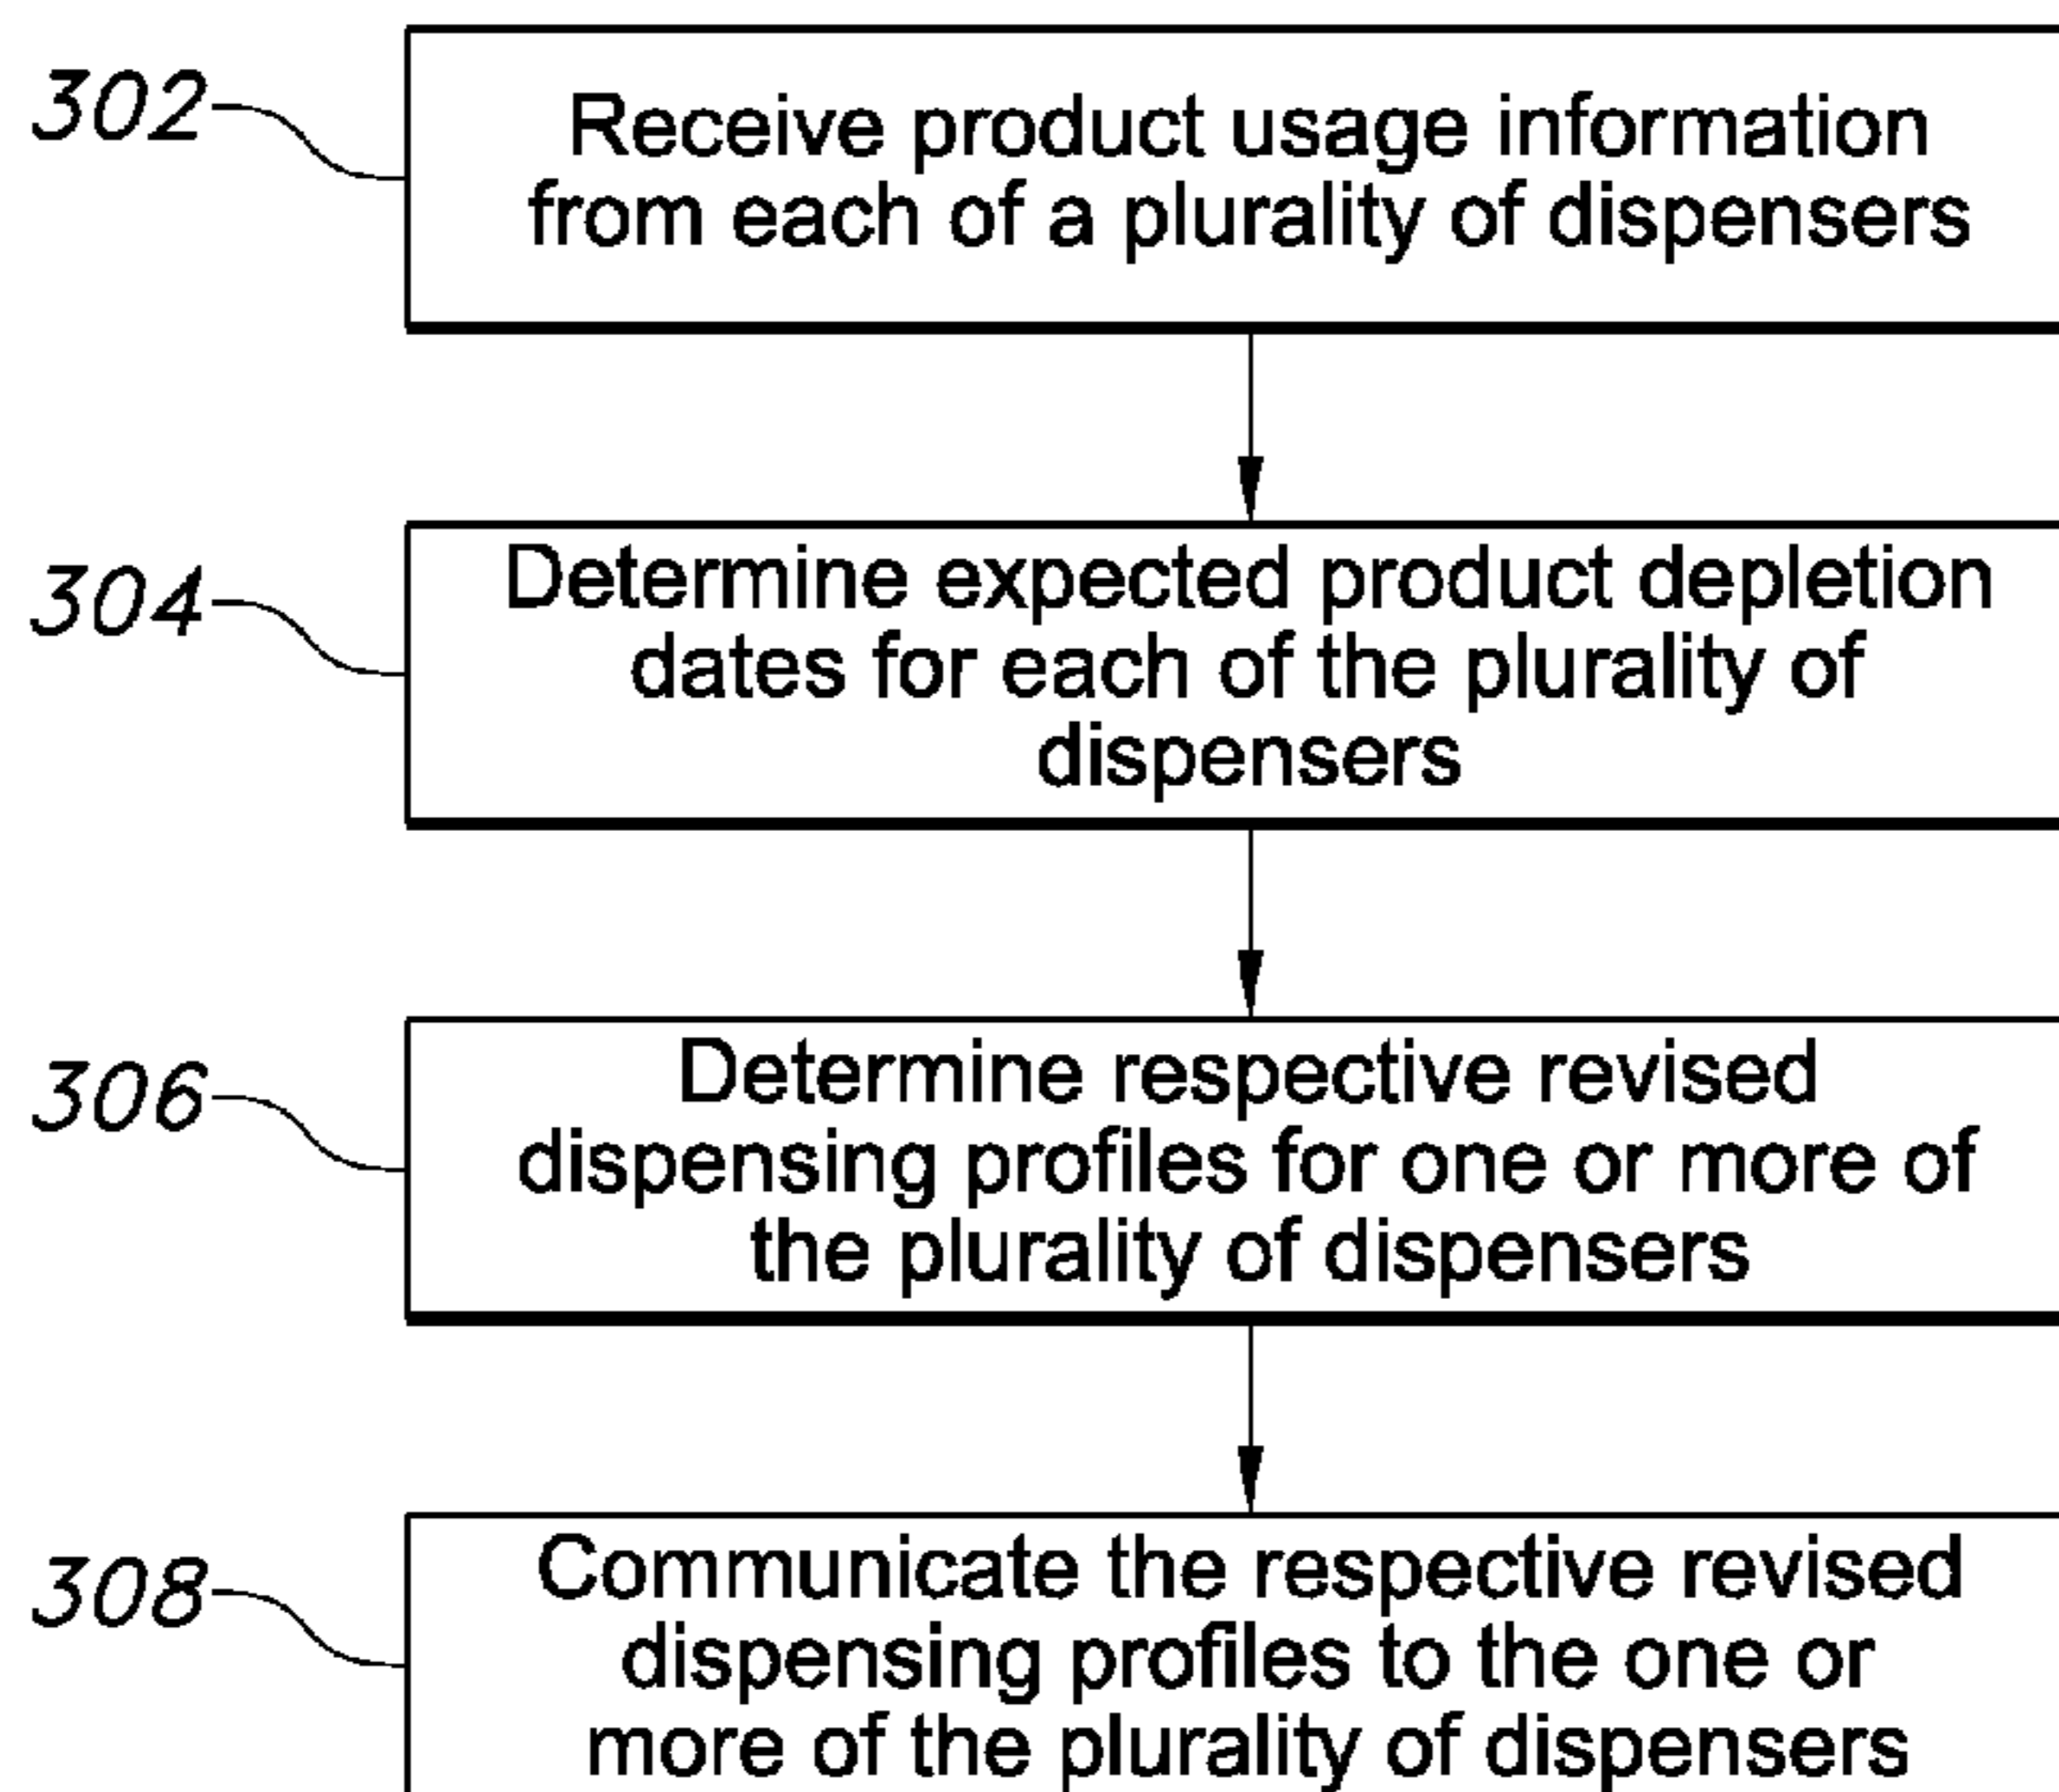 302
Receive product usage information
from each of a plurality of dispensers
304
Determine expected product depletion
dates for each of the plurality of
dispensers
306
Determine respective revised
dispensing profiles for one or more of
the plurality of dispensers
308
Communicate the respective revised
dispensing profiles to the one or
more of the plurality of dispensers